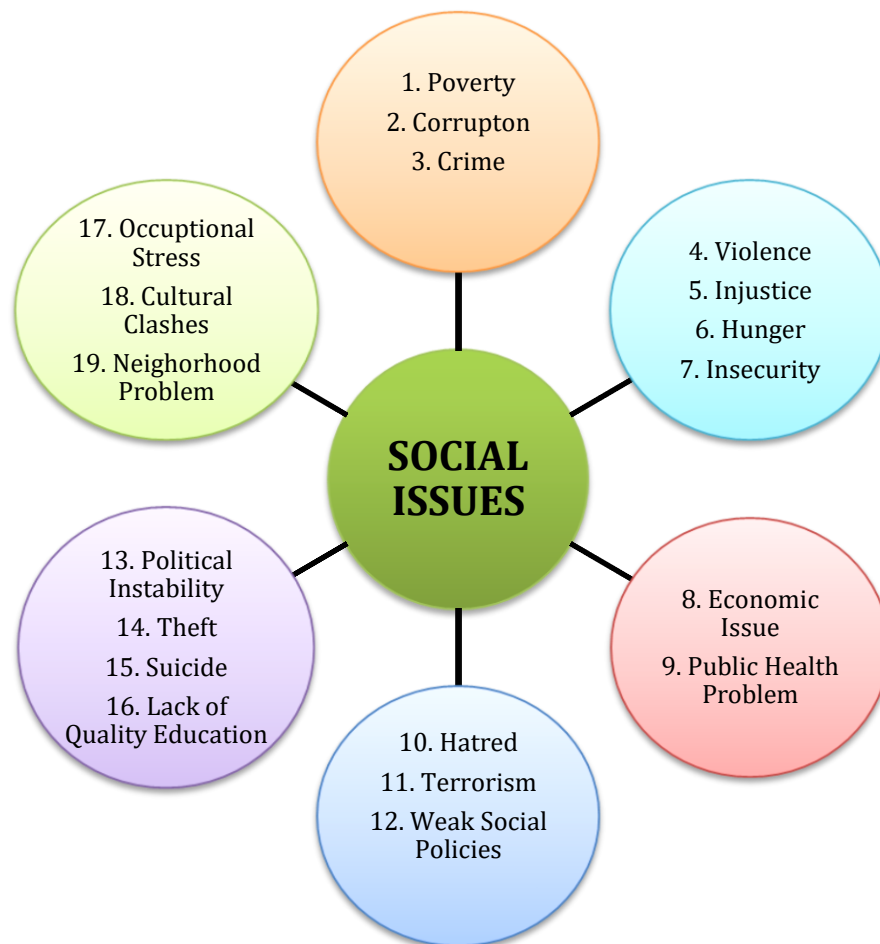 1. Poverty
2. Corrupton
3. Crime
4. Violence
5. Injustice
6. Hunger
7. Insecurity
8. Economic
Issue
9. Public Health
Problem
10. Hatred
11. Terrorism
12. Weak Social
Policies
13. Political
Instability
14. Theft
15. Suicide
16. Lack of
Quality Education
17. Occuptional
Stress
18. Cultural
Clashes
19. Neighorhood
Problem
SOCIAL
ISSUES